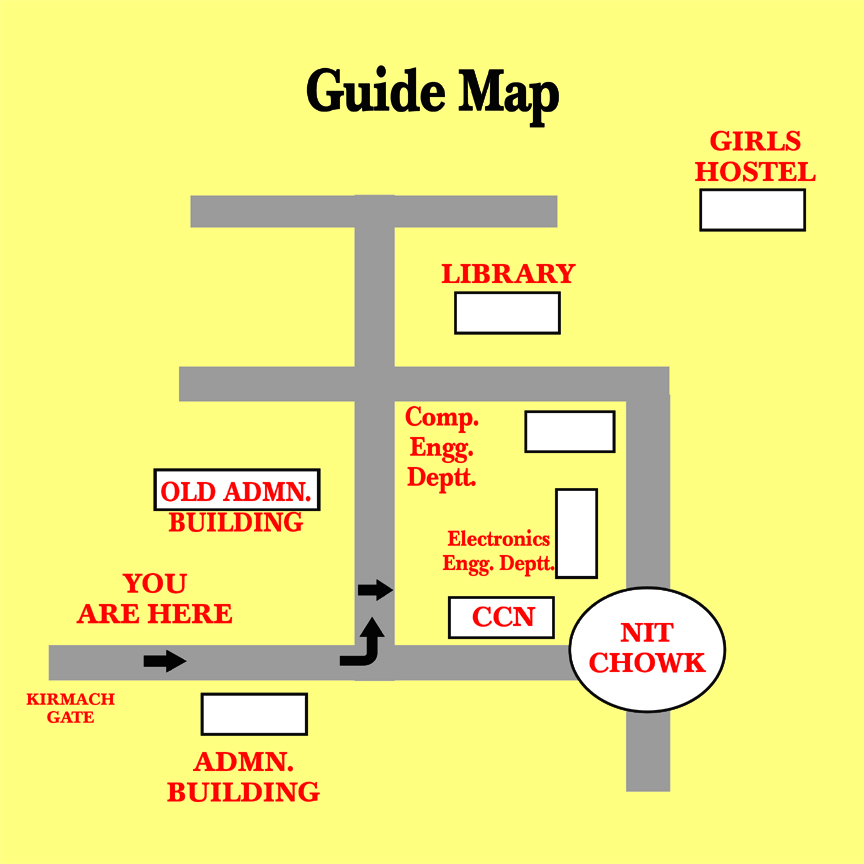 Guide Map
GIRLS
HOSTEL
LIBRARY
Comp.
Engg.
Deptt.
OLD ADMN.
BUILDING
Electronics
Engg. Deptt.
YOU
ARE HERE
CCN
NIT
CHOWK
KIRMACH
GATE
ADMN.
BUILDING